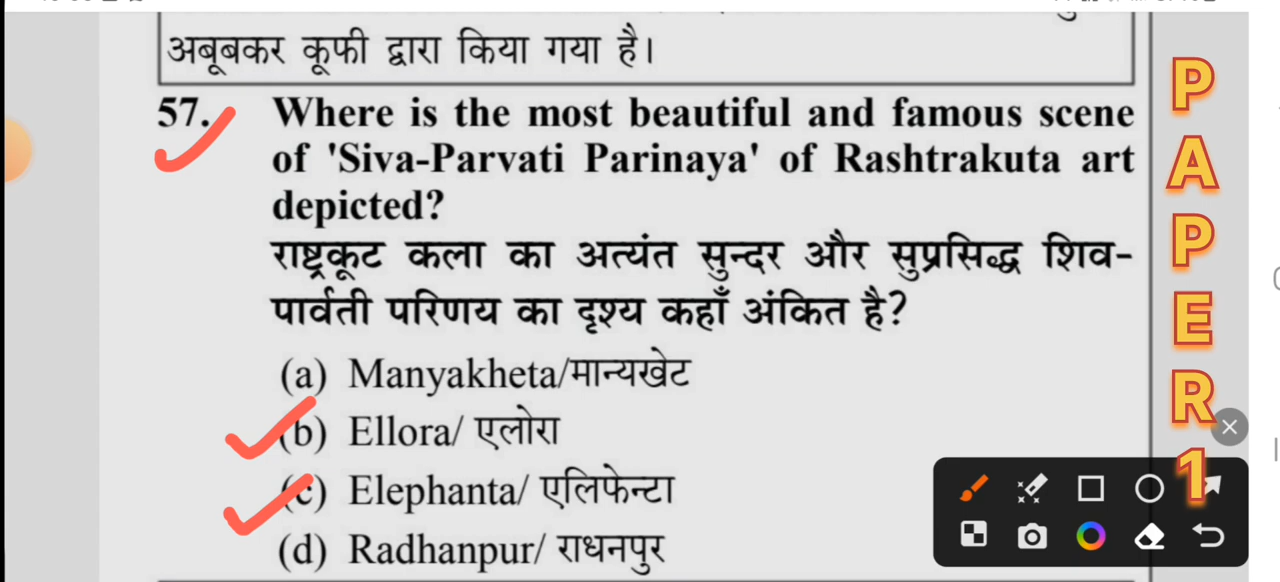 अबूबकर कूफी द्वारा किया गया है।
57. Where is the most beautiful and famous scene
of 'Siva-Parvati Parinaya' of Rashtrakuta art
depicted?
राष्ट्रकूट कला का अत्यंत सुन्दर और सुप्रसिद्ध शिव-
पार्वती परिणय का दृश्य कहाँ अंकित है?
(a) Manyakheta/मान्यखेट
(b) Ellora/ एलोरा
(c) Elephanta/ एलिफेन्टा
(d) Radhanpur/ राधनपुर
PAPER 1